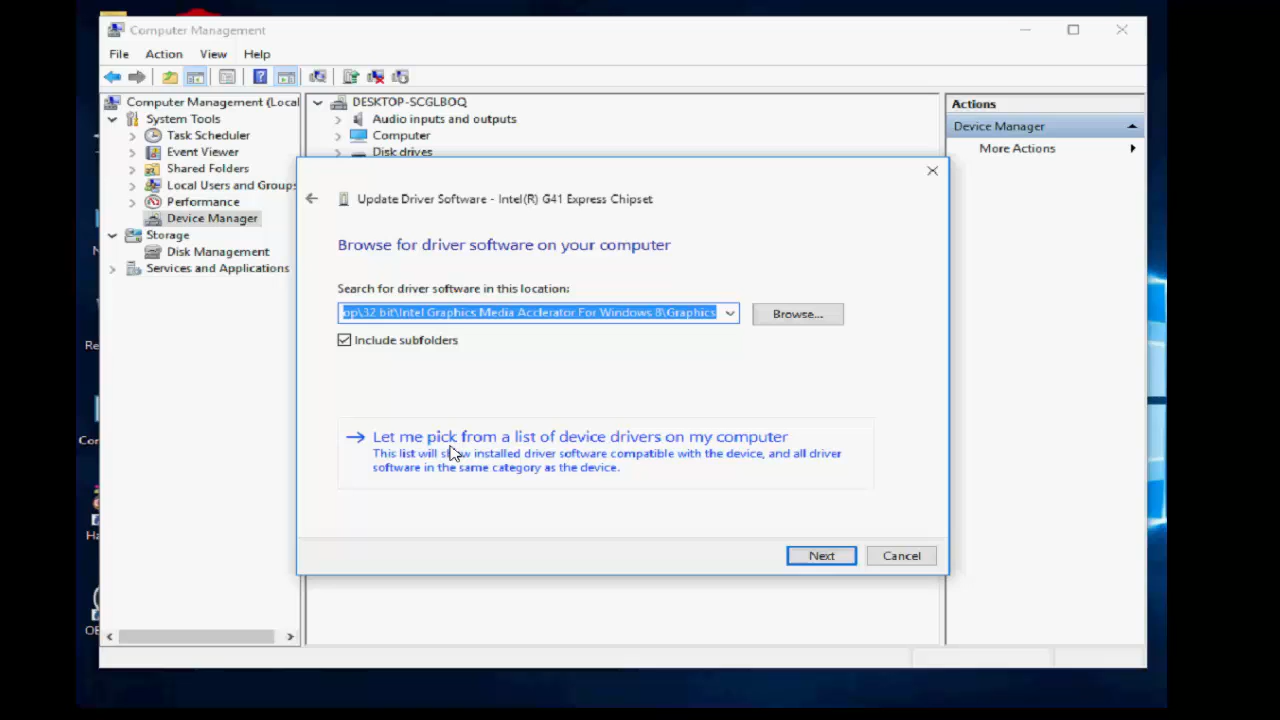 Computer Management
File Action View Help
Computer Management (Local
System Tools
Task Scheduler
Event Viewer
Shared Folders
Local Users and Groups
Performance
Device Manager
Storage
Disk Management
Services and Applications
DESKTOP-SCGLBOQ
Audio inputs and outputs
Computer
Disk drives
Actions
Device Manager
More Actions
Update Driver Software - Intel(R) G41 Express Chipset
Browse for driver software on your computer
Search for driver software in this location:
op\32 bit\Intel Graphics Media Acclerator For Windows 8\Graphics
Browse...
Include subfolders
Let me pick from a list of device drivers on my computer
This list will show installed driver software compatible with the device, and all driver
software in the same category as the device.
Next Cancel